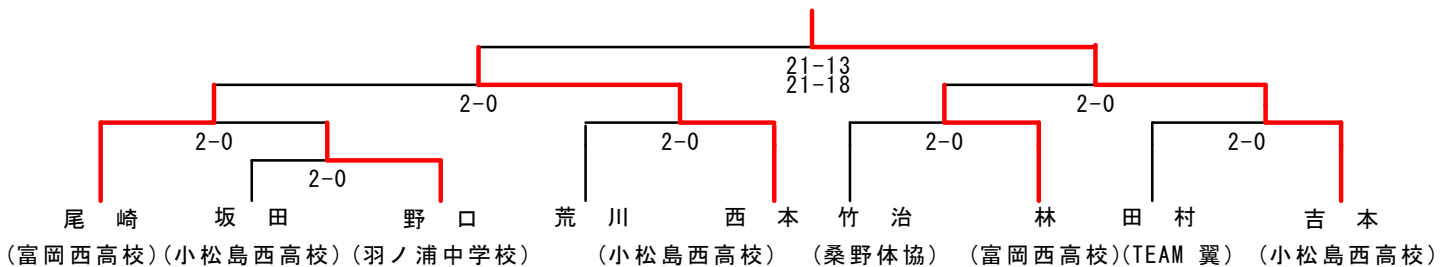 21-13
21-18
2-0 2-0
2-0 2-0 2-0 2-0
2-0
尾 崎 坂 田 野 口 荒 川 西 本 竹 治 林 田 村 吉 本
(富岡西高校)(小松島西高校)(羽ノ浦中学校) (小松島西高校) (桑野体協) (富岡西高校)(TEAM 翼) (小松島西高校)